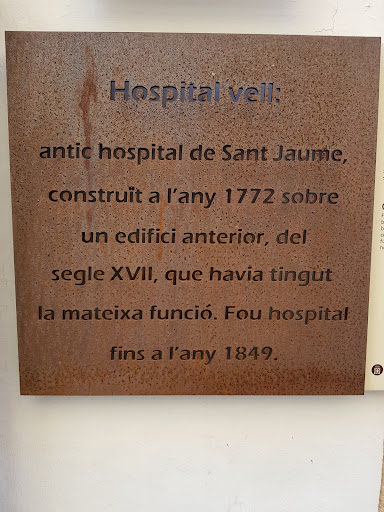 Hospital vell:
antic hospital de Sant Jaume,
construït a l'any 1772 sobre
un edifici anterior, del
segle XVII, que havia tingut
la mateixa funció. Fou hospital
fins a l'any 1849.